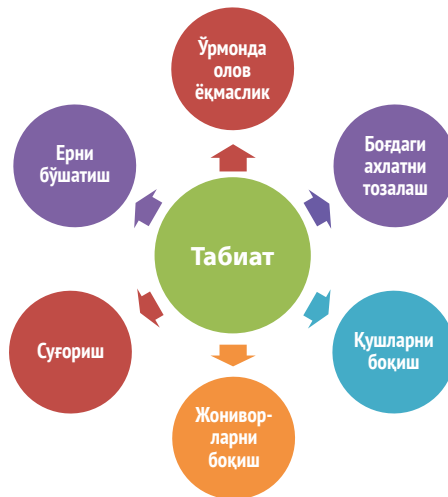 Ўрмонда
олов
ёқмаслик
Ерни
бўшатиш
Боғдаги
ахлатни
тозалаш
Табиат
Суғориш
Қушларни
боқиш
Жонивор-
ларни
боқиш